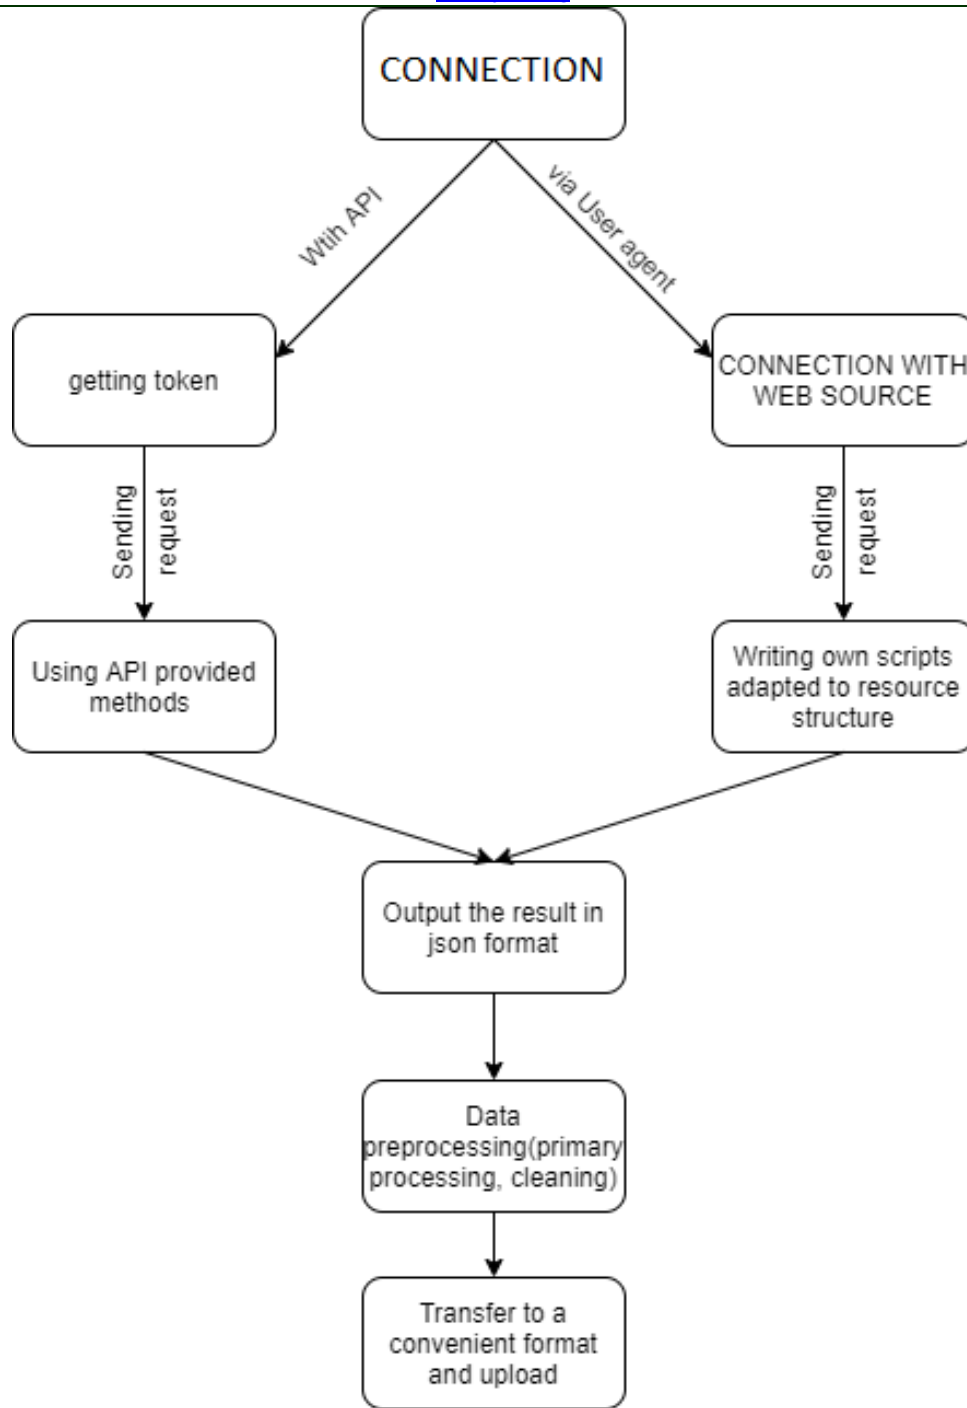 CONNECTION
Wtih API
via User agent
getting token
CONNECTION WITH
WEB SOURCE
Sending
request
Sending
request
Using API provided
methods
Writing own scripts
adapted to resource
structure
Output the result in
json format
Data
preprocessing(primary
processing, cleaning)
Transfer to a
convenient format
and upload